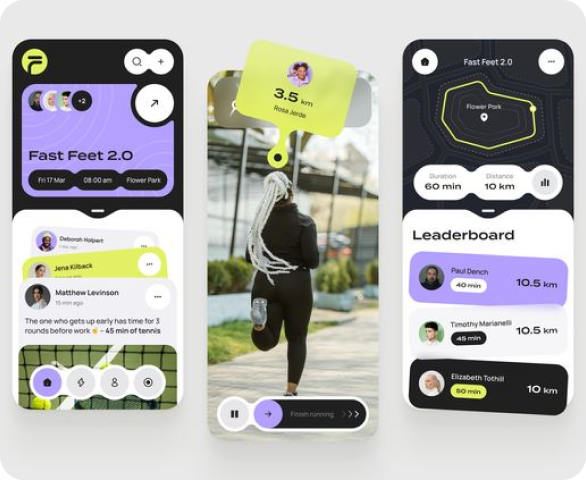 +2
Fast Feet 2.0
Fri 17 Mar
08:00 am
Flower Park
Deborah Halpert
Jena Kilback
Matthew Levinson
15 min ago
The one who gets up early has time for 3
rounds before work 👌 – 45 min of tennis
3.5 km
Rosa Jerde
Finish running
Fast Feet 2.0
Flower Park
Duration
60 min
Distance
10 km
Leaderboard
Paul Dench
40 min
10.5 km
Timothy Marianelli
45 min
10.5 km
Elizabeth Tothill
50 min
10 km